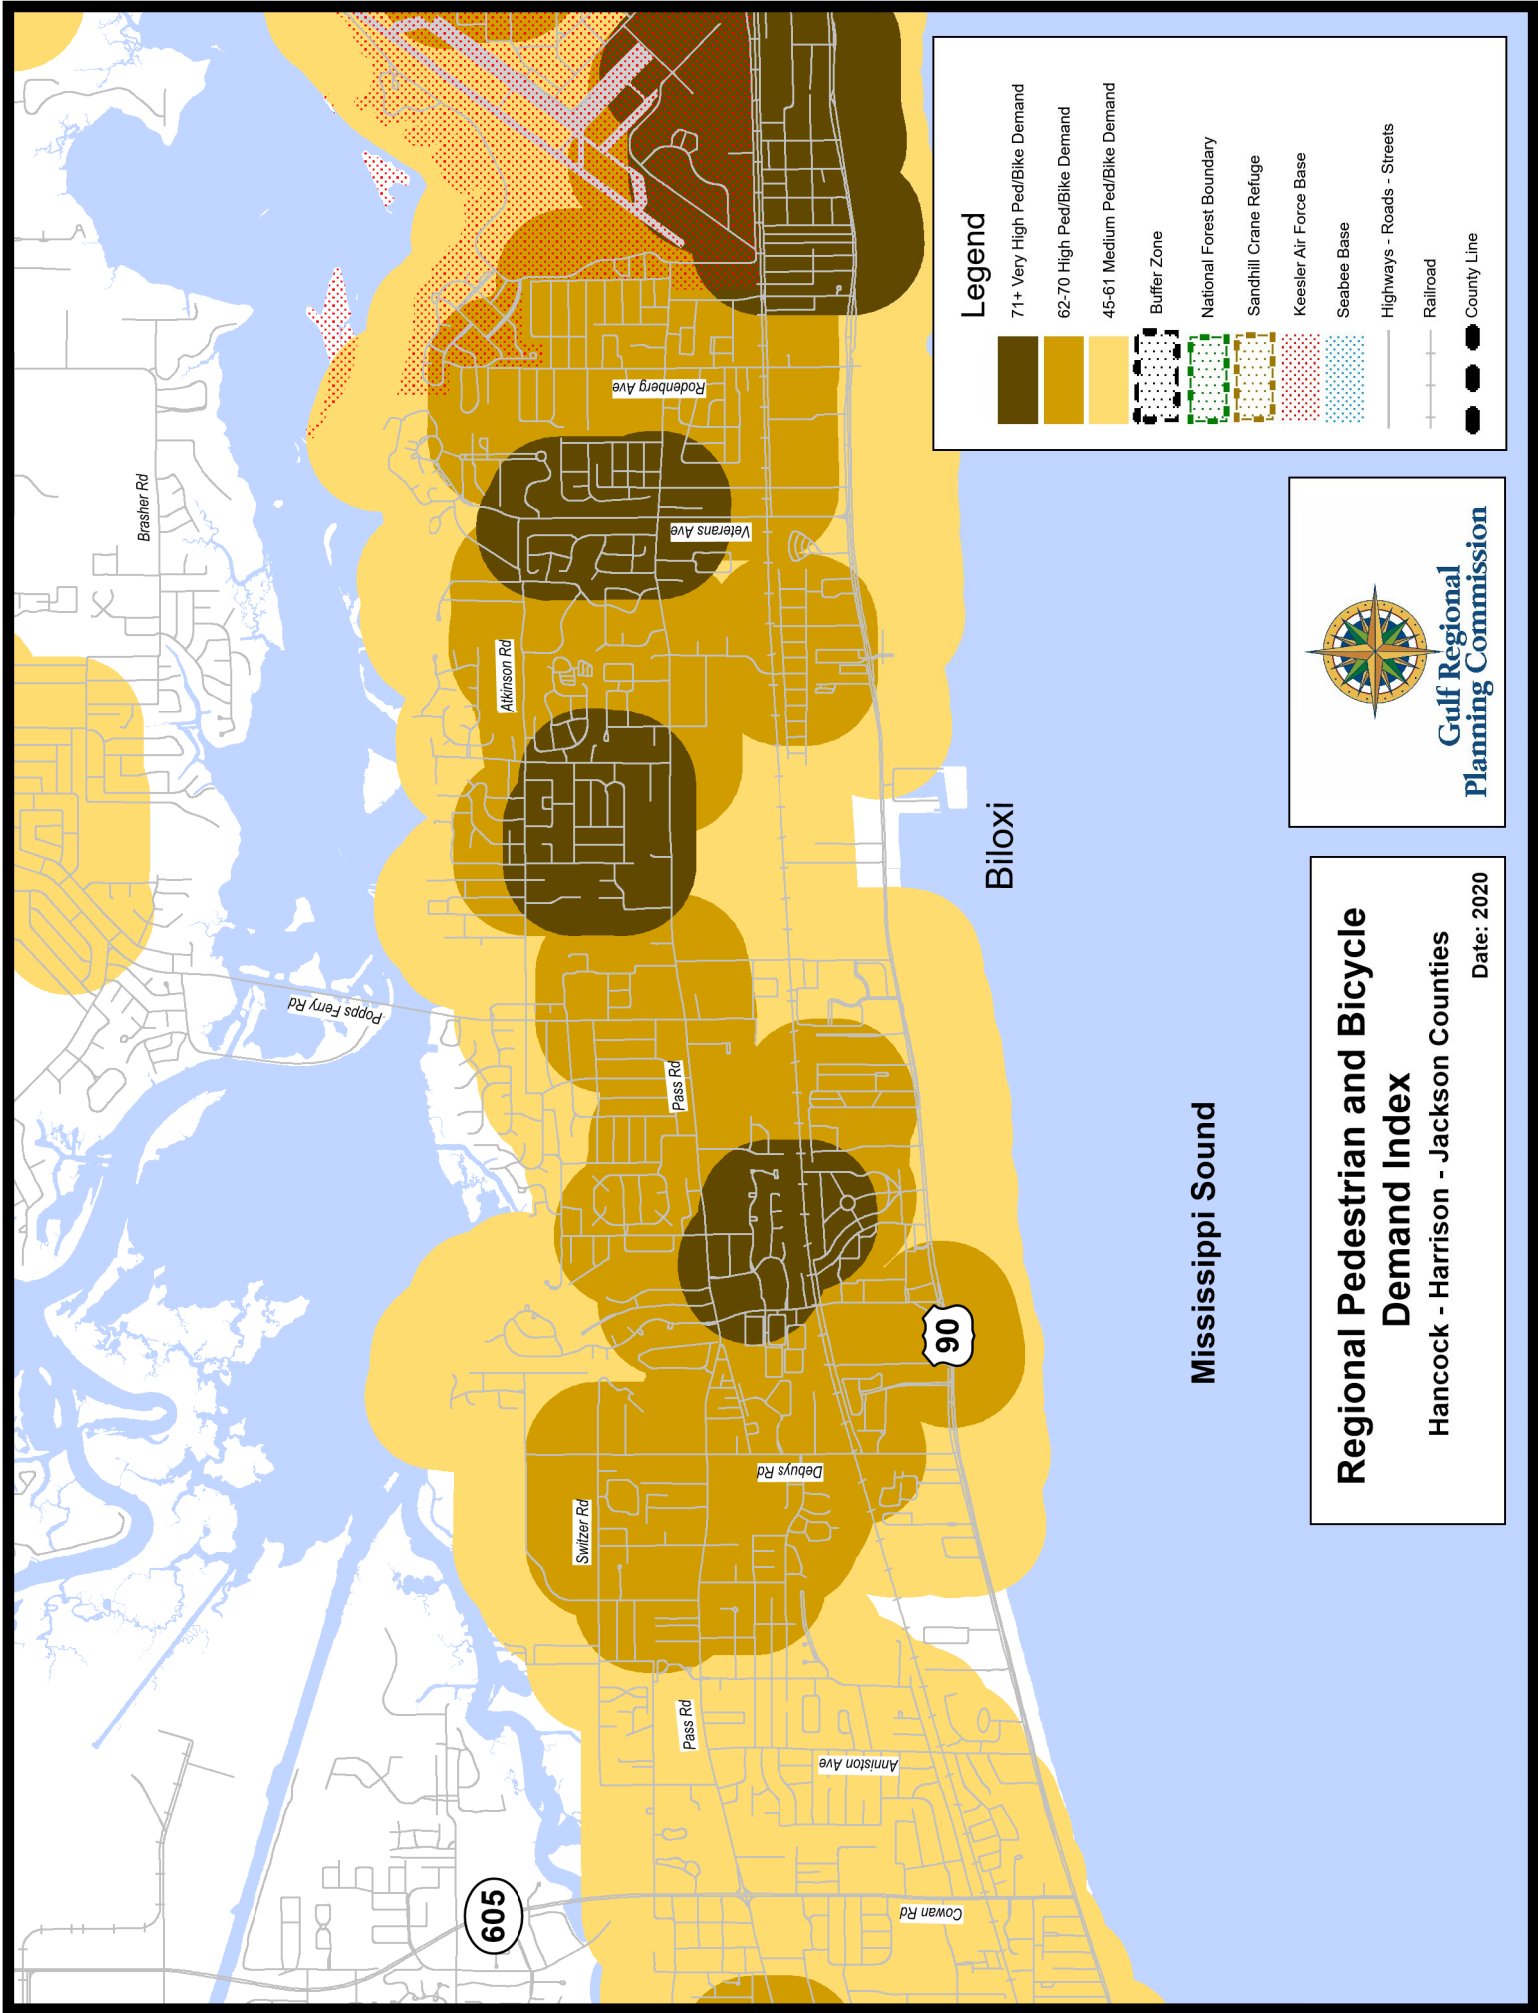 Brasher Rd
Popps Ferry Rd
Atkinson Rd
Rodenberg Ave
Veterans Ave
Pass Rd
Switzer Rd
Debuys Rd
Pass Rd
Anniston Ave
Cowan Rd
605
90
Biloxi
Mississippi Sound
Legend
71+ Very High Ped/Bike Demand
62-70 High Ped/Bike Demand
45-61 Medium Ped/Bike Demand
Buffer Zone
National Forest Boundary
Sandhill Crane Refuge
Keesler Air Force Base
Seabee Base
Highways - Roads - Streets
Railroad
County Line
Gulf Regional
Planning Commission
Regional Pedestrian and Bicycle
Demand Index
Hancock - Harrison - Jackson Counties
Date: 2020